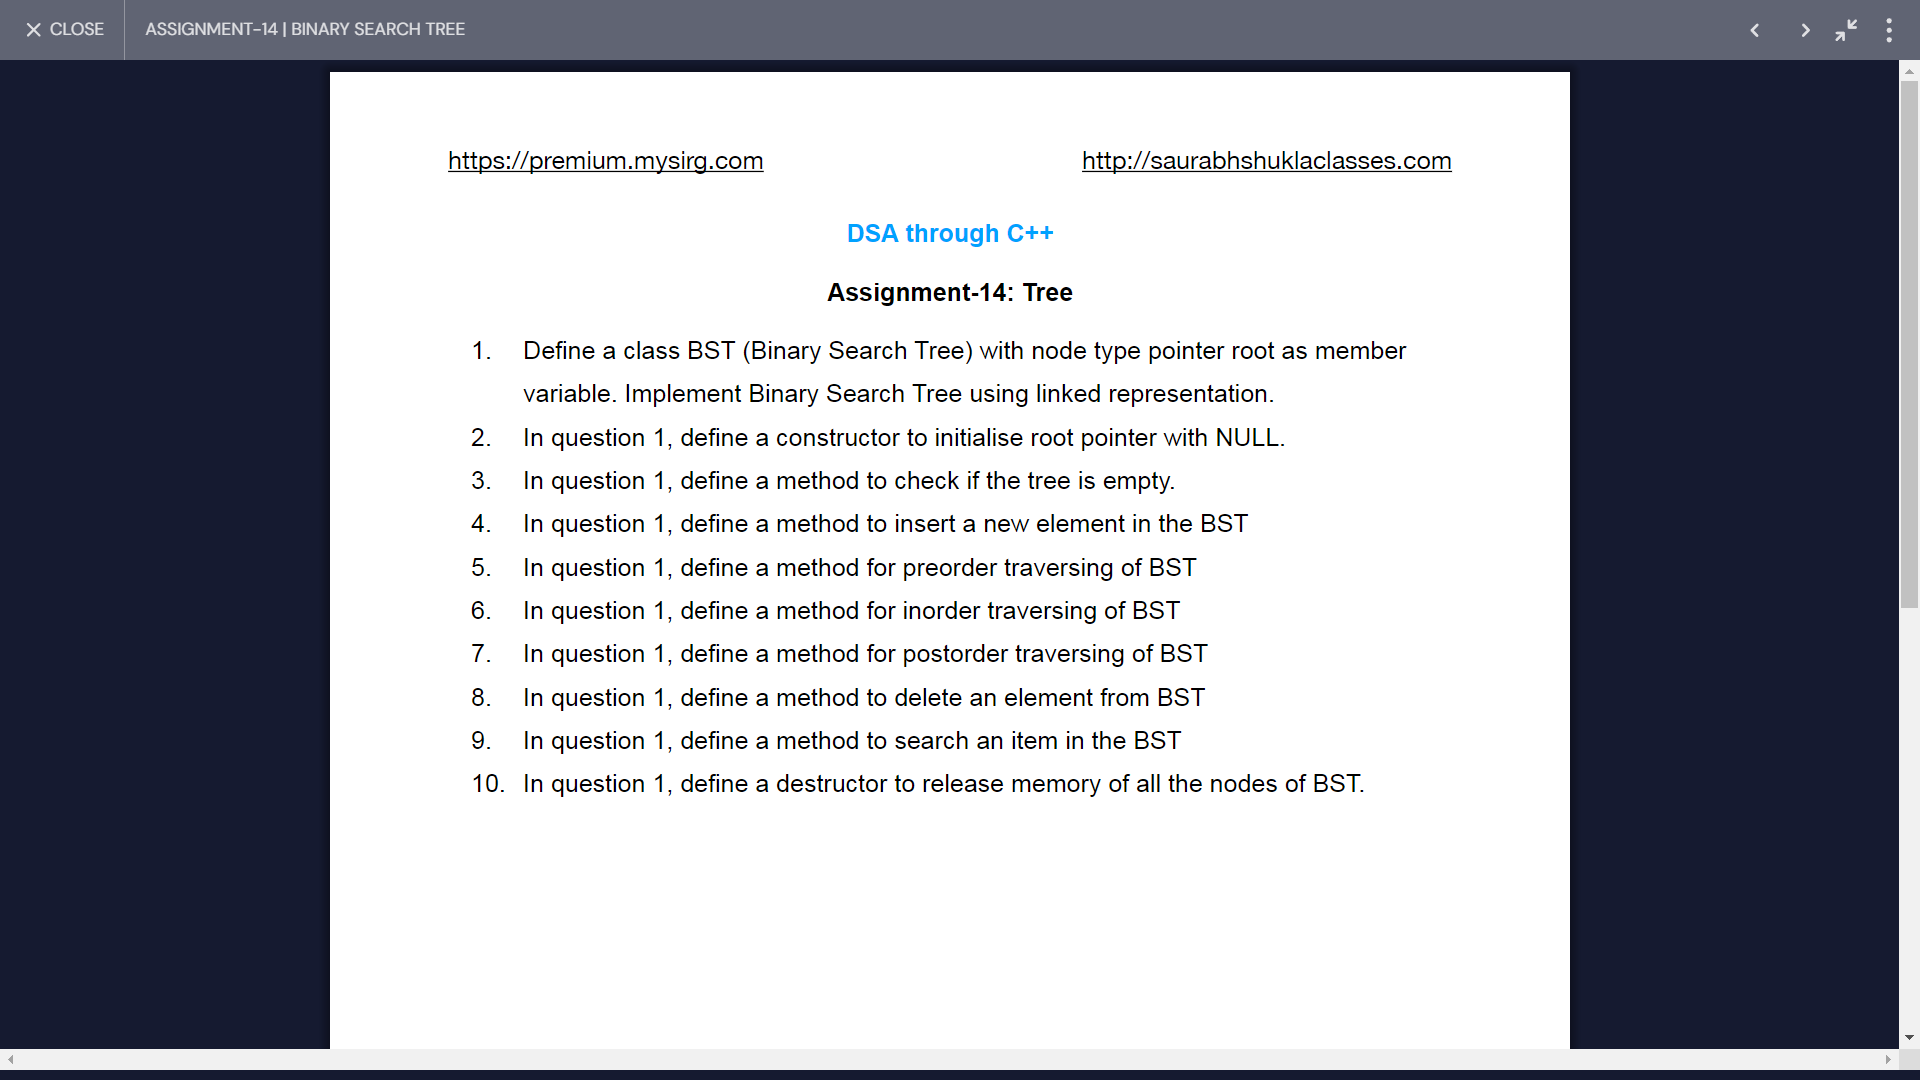 CLOSE
ASSIGNMENT-14 | BINARY SEARCH TREE
https://premium.mysirg.com
http://saurabhshuklaclasses.com
DSA through C++
Assignment-14: Tree
1. Define a class BST (Binary Search Tree) with node type pointer root as member
variable. Implement Binary Search Tree using linked representation.
2. In question 1, define a constructor to initialise root pointer with NULL.
3. In question 1, define a method to check if the tree is empty.
4. In question 1, define a method to insert a new element in the BST
5. In question 1, define a method for preorder traversing of BST
6. In question 1, define a method for inorder traversing of BST
7. In question 1, define a method for postorder traversing of BST
8. In question 1, define a method to delete an element from BST
9. In question 1, define a method to search an item in the BST
10. In question 1, define a destructor to release memory of all the nodes of BST.